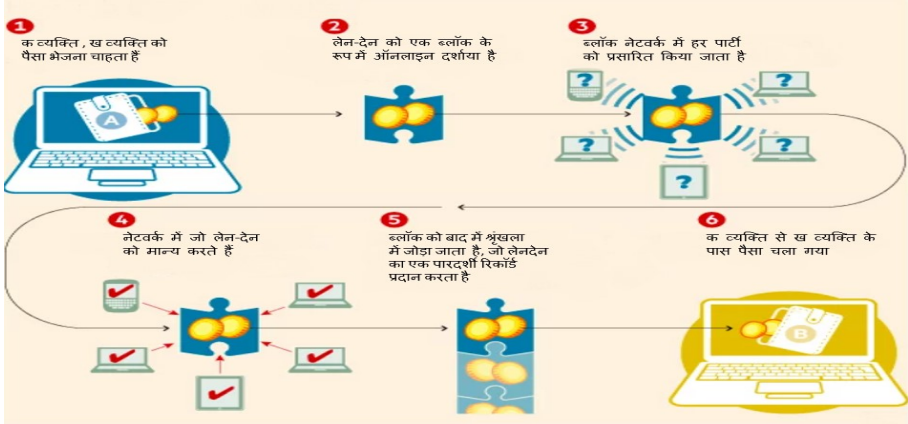 1
क व्यक्ति , ख व्यक्ति को
पैसा भेजना चाहता हैं
A
2
लेन-देन को एक ब्लॉक के
रूप में ऑनलाइन दर्शाया है
3
ब्लॉक नेटवर्क में हर पार्टी
को प्रसारित किया जाता है
?
?
?
?
?
4
नेटवर्क में जो लेन-देन
को मान्य करते हैं
5
ब्लॉक को बाद में श्रृंखला
में जोड़ा जाता है, जो लेनदेन
का एक पारदर्शी रिकॉर्ड
प्रदान करता है
6
क व्यक्ति से ख व्यक्ति के
पास पैसा चला गया
B